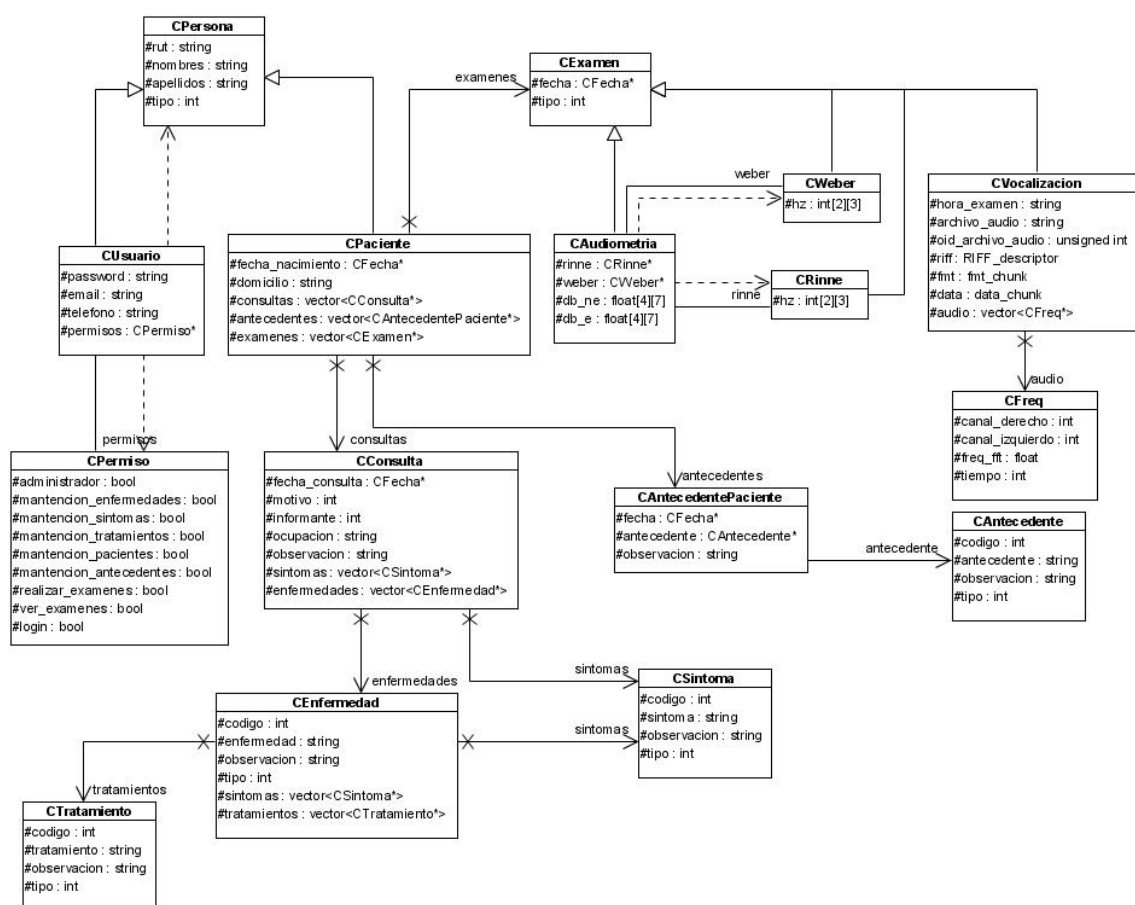 CPersona
#rut : string
#nombres : string
#apellidos : string
#tipo : int
CExamen
#fecha : CFecha*
#tipo : int
examenes
weber
CWeber
#hz : int[2][3]
CVocalizacion
#hora_examen : string
#archivo_audio : string
#oid_archivo_audio : unsigned int
#riff : RIFF_descriptor
#fmt : fmt_chunk
#data : data_chunk
#audio : vector<CFreq*>
CUsuario
#password : string
#email : string
#telefono : string
#permisos : CPermiso*
CPaciente
#fecha_nacimiento : CFecha*
#domicilio : string
#consultas : vector<CConsulta*>
#antecedentes : vector<CAntecedentePaciente*>
#examenes : vector<CExamen*>
CAudiometria
#rinne : CRinne*
#weber : CWeber*
#db_ne : float[4][7]
#db_e : float[4][7]
CRinne
#hz : int[2][3]
rinne
audio
CFreq
#canal_derecho : int
#canal_izquierdo : int
#freq_fft : float
#tiempo : int
permisos
CPermiso
#administrador : bool
#mantencion_enfermedades : bool
#mantencion_sintomas : bool
#mantencion_tratamientos : bool
#mantencion_pacientes : bool
#mantencion_antecedentes : bool
#realizar_examenes : bool
#ver_examenes : bool
#login : bool
consultas
CConsulta
#fecha_consulta : CFecha*
#motivo : int
#informante : int
#ocupacion : string
#observacion : string
#sintomas : vector<CSintoma*>
#enfermedades : vector<CEnfermedad*>
antecedentes
CAntecedentePaciente
#fecha : CFecha*
#antecedente : CAntecedente*
#observacion : string
antecedente
CAntecedente
#codigo : int
#antecedente : string
#observacion : string
#tipo : int
enfermedades
CEnfermedad
#codigo : int
#enfermedad : string
#observacion : string
#tipo : int
#sintomas : vector<CSintoma*>
#tratamientos : vector<CTratamiento*>
sintomas
sintomas
CSintoma
#codigo : int
#sintoma : string
#observacion : string
#tipo : int
tratamientos
CTratamiento
#codigo : int
#tratamiento : string
#observacion : string
#tipo : int